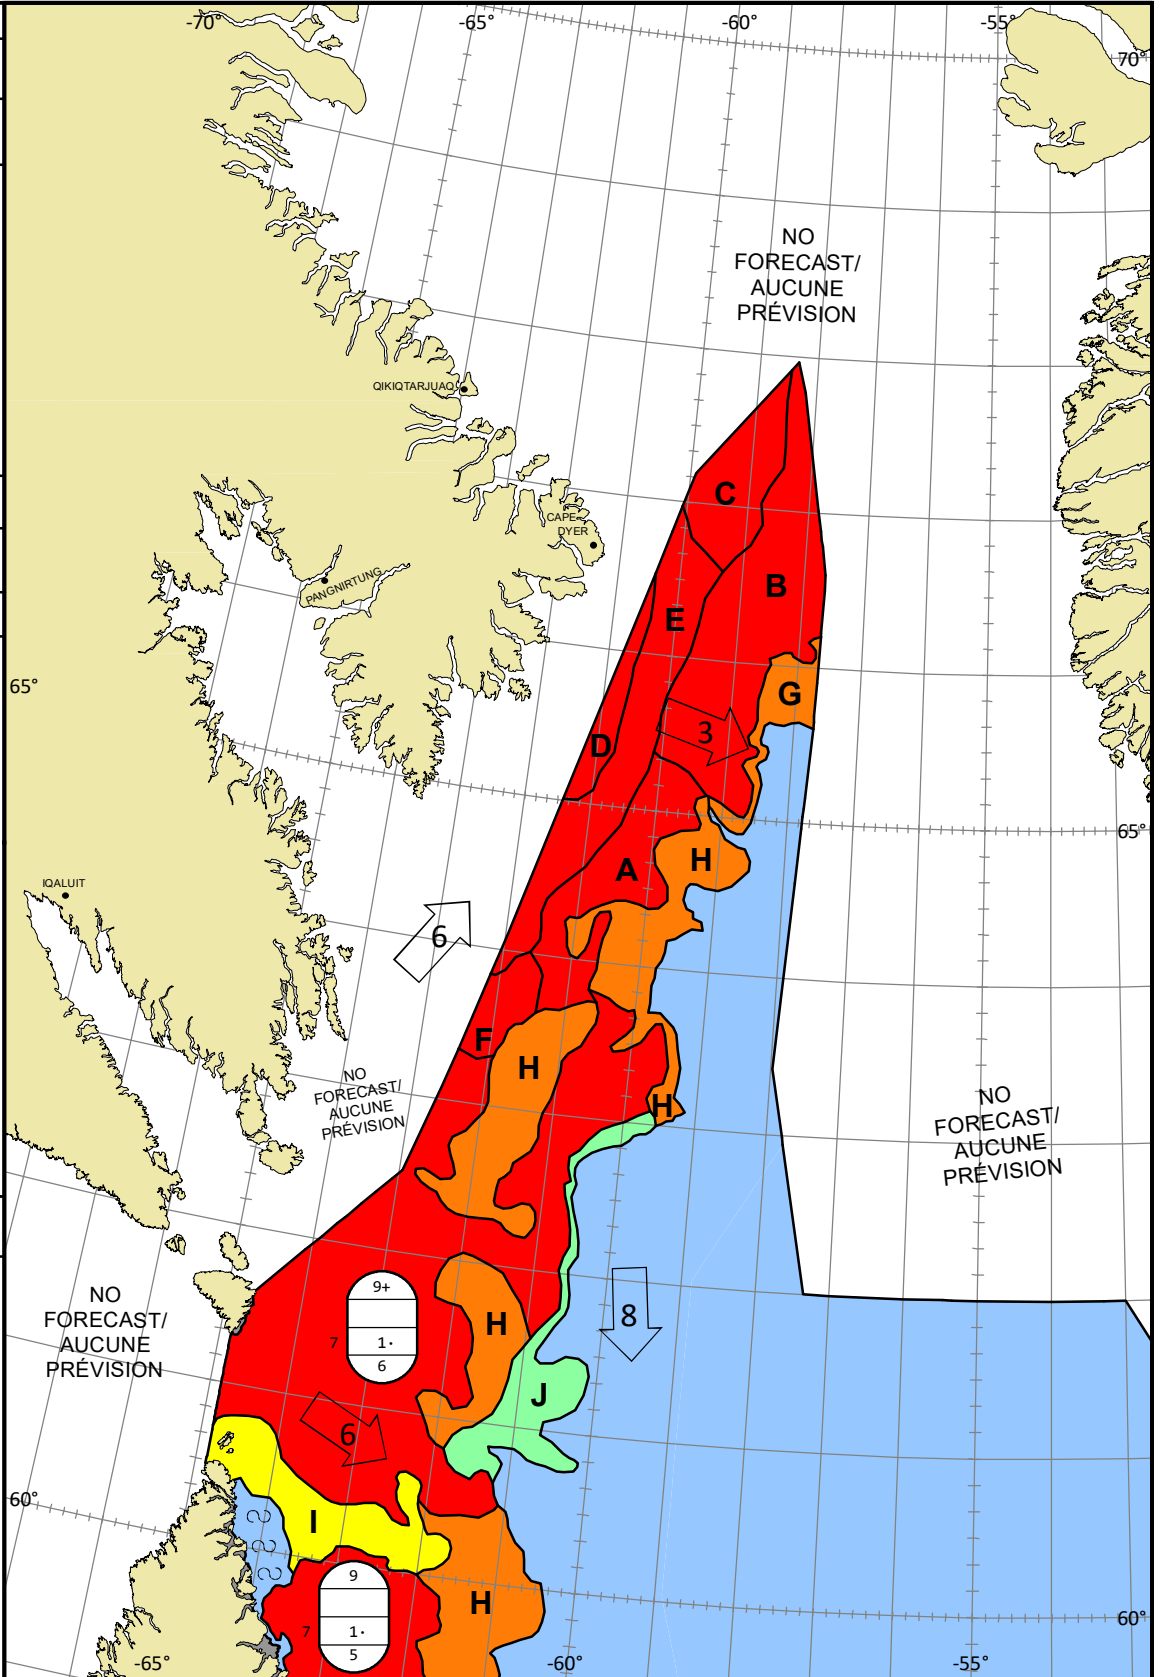 -70°
-65°
-60°
-55°
70°
NO
FORECAST/
AUCUNE
PRÉVISION
QIKIQTARJUAQ
C
CAPE
DYER
PANGNIRTUNG
B
E
65°
G
3
D
65°
H
A
IQALUIT
6
F
H
NO
FORECAST/
AUCUNE
PRÉVISION
H
NO
FORECAST/
AUCUNE
PRÉVISION
NO
FORECAST/
AUCUNE
PRÉVISION
9+
7
1·
6
8
H
J
6
60°
I
9
7
1·
5
H
60°
-65°
-60°
-55°